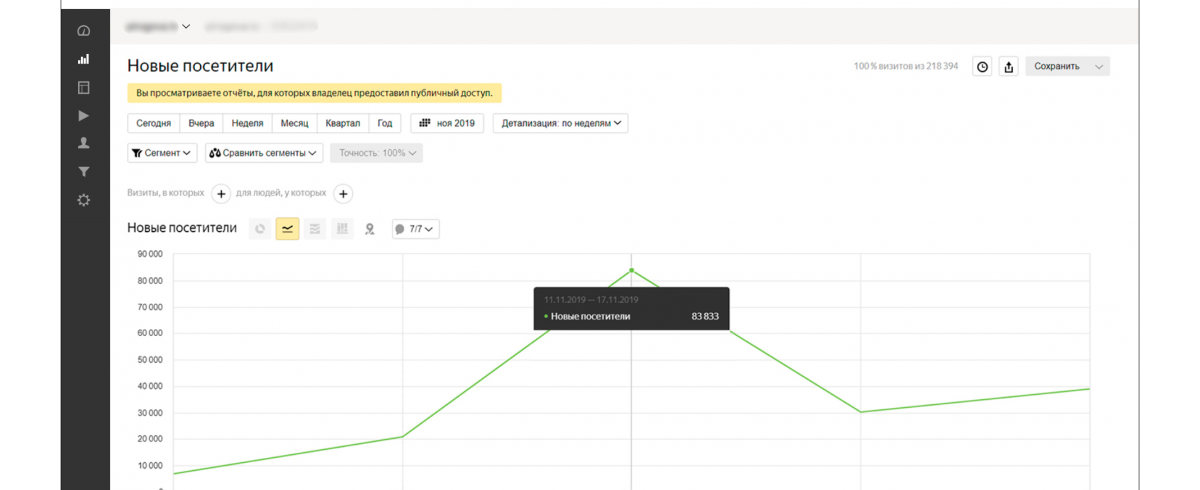 Новые посетители
100 % визитов из 218 394
Сохранить
Вы просматриваете отчёты, для которых владелец предоставил публичный доступ.
Сегодня Вчера Неделя Месяц Квартал Год ноя 2019 Детализация: по неделям
Сегмент Сравнить сегменты Точность: 100%
Визиты, в которых + для людей, у которых +
Новые посетители 7/7
90 000
80 000
70 000
60 000
50 000
40 000
30 000
20 000
10 000
11.11.2019 — 17.11.2019
Новые посетители 83 833